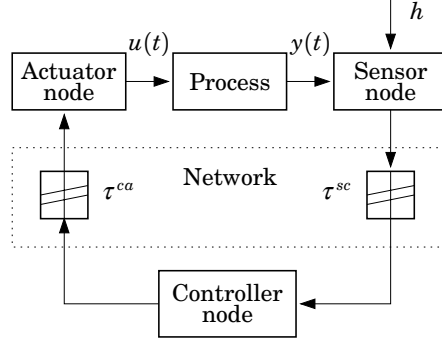 h
u(t)
y(t)
Actuator
node
Process
Sensor
node
Network
τ^{ca}
τ^{sc}
Controller
node